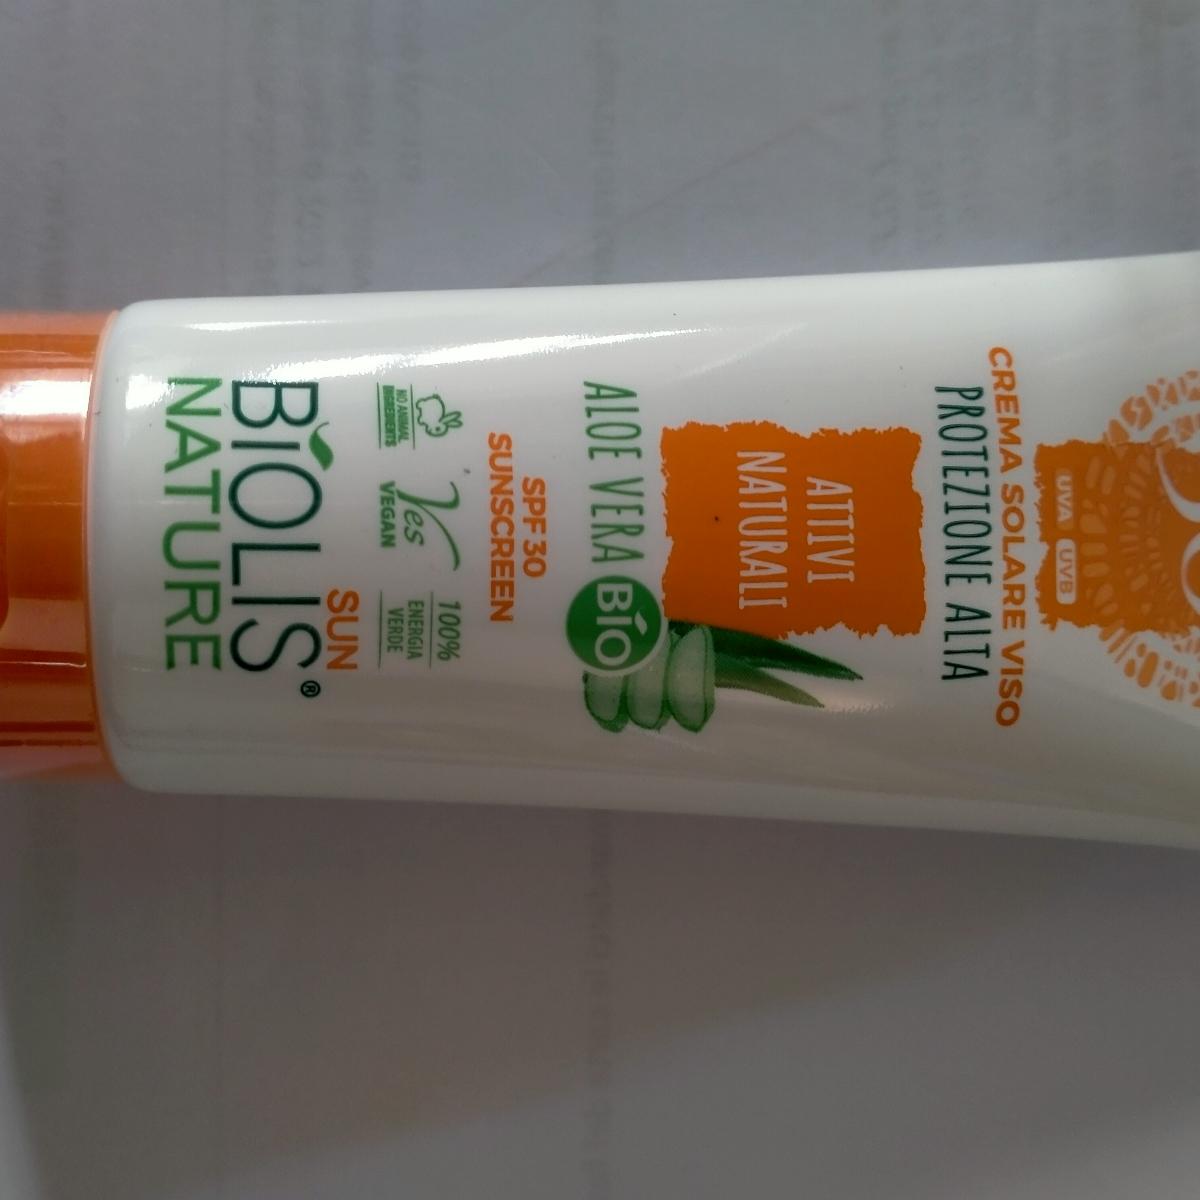 UVA UVB
CREMA SOLARE VISO
PROTEZIONE ALTA
ATTIVI
NATURALI
ALOE VERA BIO
SPF 30
SUNSCREEN
NO ANIMAL
INGREDIENTS
Yes
VEGAN
100%
ENERGIA
VERDE
SUN
BIOLIS®
NATURE